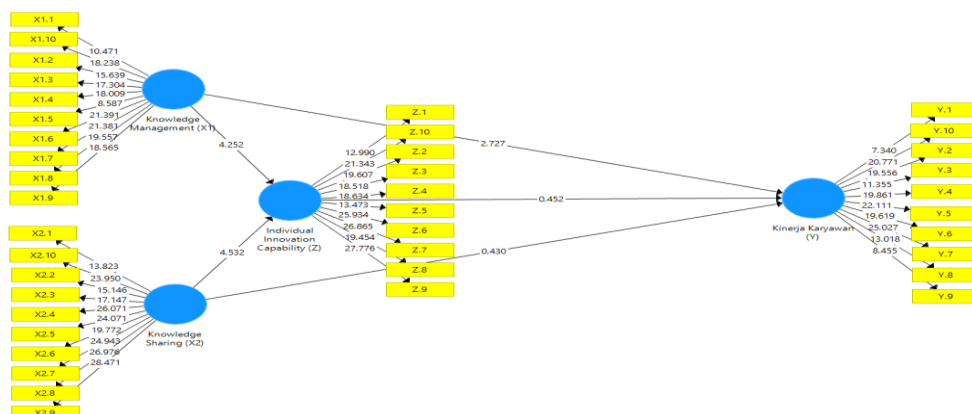 X1.1
X1.10
X1.2
X1.3
X1.4
X1.5
X1.6
X1.7
X1.8
X1.9
10.471
18.238
15.639
17.304
18.009
8.587
21.391
21.381
19.557
18.565
Knowledge
Management (X1)
4.252
2.727
Z.1
Z.10
Z.2
Z.3
Z.4
Z.5
Z.6
Z.7
Z.8
Z.9
12.990
21.343
19.607
18.518
18.634
13.473
25.934
26.865
19.454
27.776
Individual
Innovation
Capability (Z)
0.452
4.532
0.430
X2.1
X2.10
X2.2
X2.3
X2.4
X2.5
X2.6
X2.7
X2.8
X2.9
13.823
23.950
15.146
17.147
26.071
24.071
19.772
24.943
26.976
28.471
Knowledge
Sharing (X2)
Y.1
Y.10
Y.2
Y.3
Y.4
Y.5
Y.6
Y.7
Y.8
Y.9
7.340
20.771
19.556
11.355
19.861
22.111
19.619
25.027
13.018
8.455
Kinerja Karyawan
(Y)